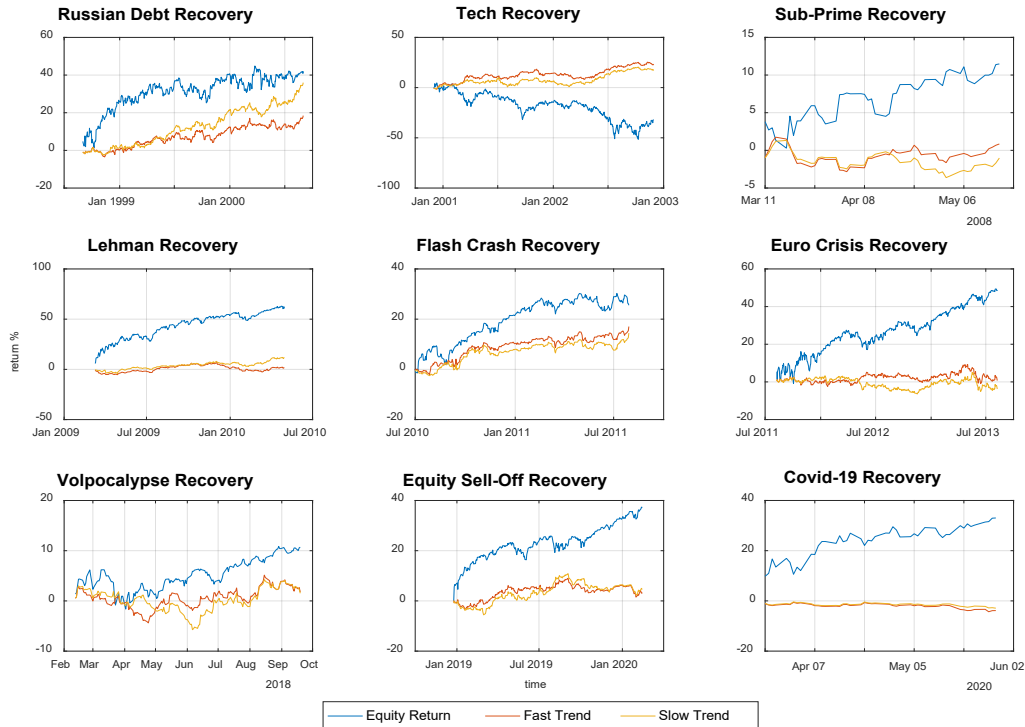 Russian Debt Recovery
60
40
20
0
-20
Jan 1999 Jan 2000
Tech Recovery
50
0
-50
-100
Jan 2001 Jan 2002 Jan 2003
Sub-Prime Recovery
10
5
0
-5
Mar 11 Apr 08 May 06
2008
Lehman Recovery
100
50
0
-50
Jan 2009 Jul 2009 Jan 2010 Jul 2010
return %
Flash Crash Recovery
40
20
0
-20
Jul 2010 Jan 2011 Jul 2011
Euro Crisis Recovery
60
40
20
0
-20
Jul 2011 Jul 2012 Jul 2013
Volpocalypse Recovery
20
10
0
-10
Feb Mar Apr May Jun Jul Aug Sep Oct
2018
Equity Sell-Off Recovery
40
20
0
-20
Jan 2019 Jul 2019 Jan 2020
time
Covid-19 Recovery
40
20
0
-20
Apr 07 May 05 Jun 02
2020
Equity Return Fast Trend Slow Trend